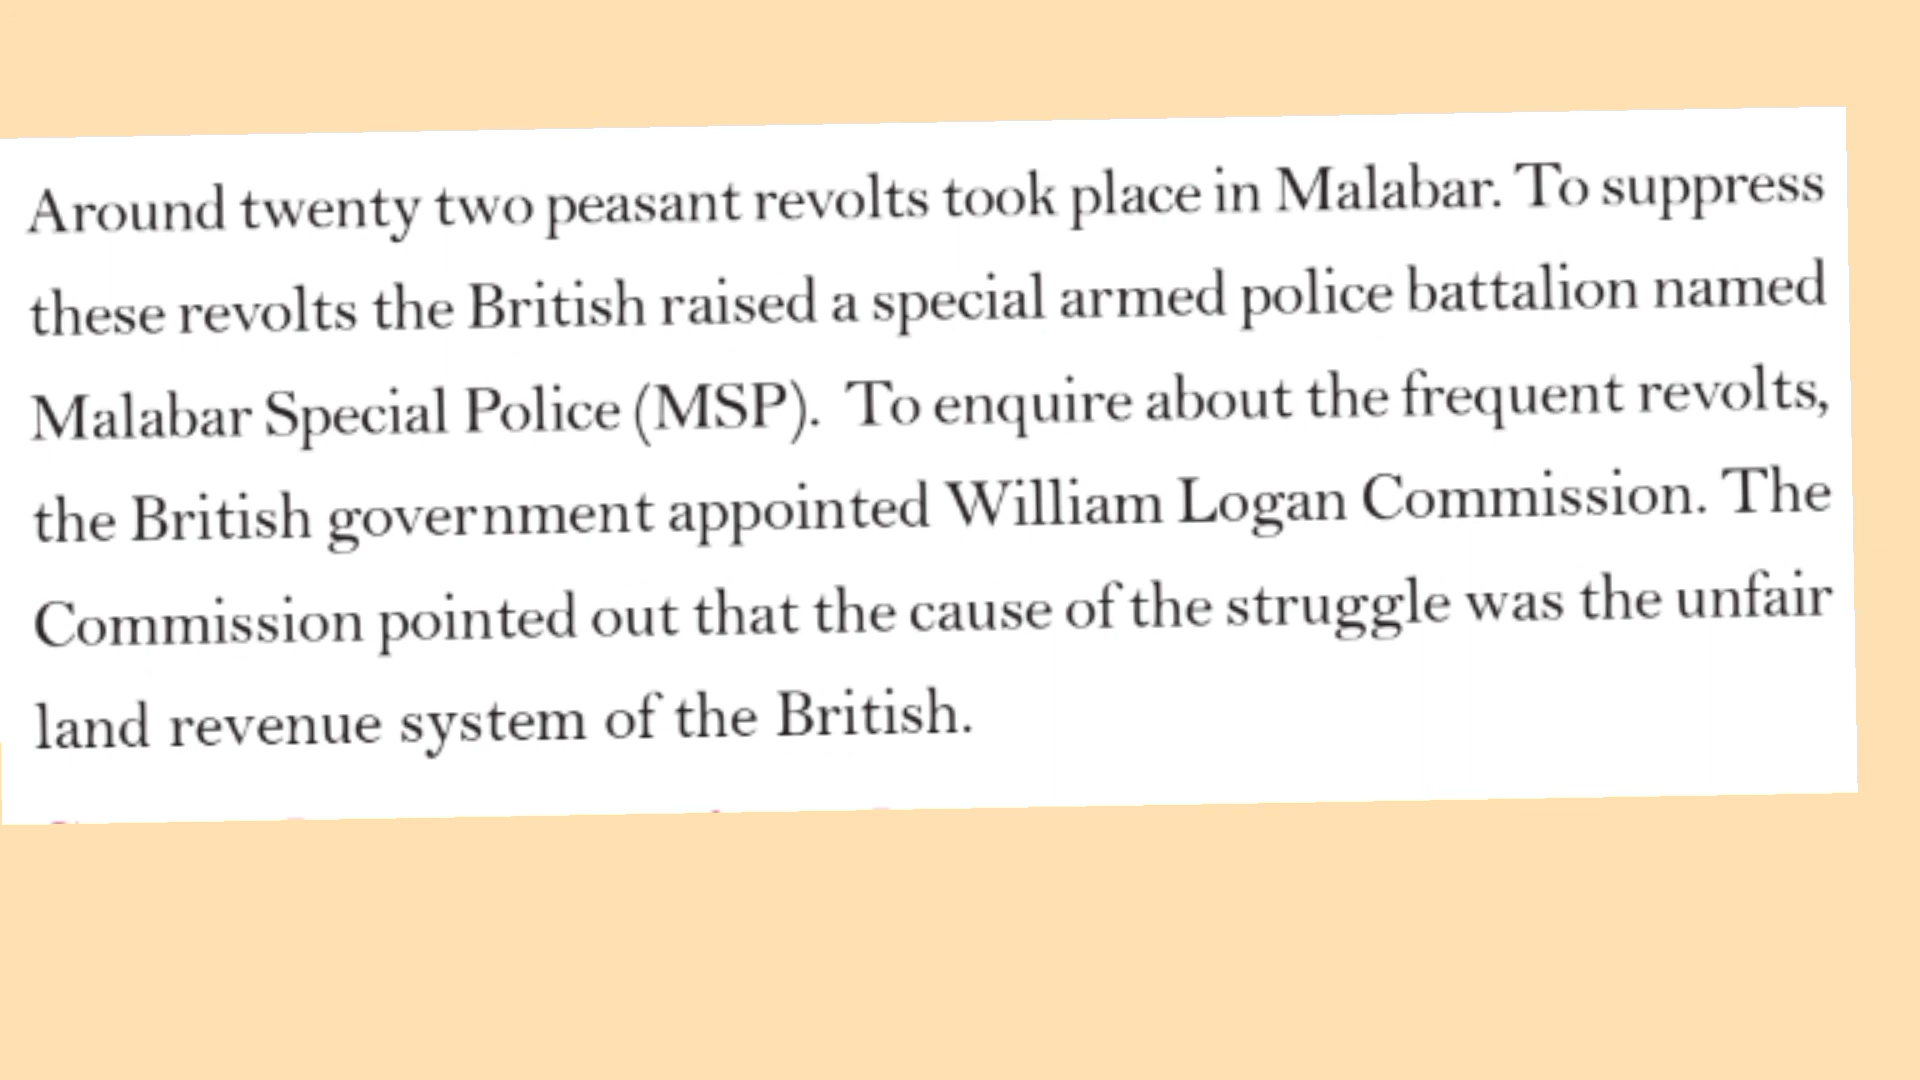 Around twenty two peasant revolts took place in Malabar. To suppress
these revolts the British raised a special armed police battalion named
Malabar Special Police (MSP).  To enquire about the frequent revolts,
the British government appointed William Logan Commission. The
Commission pointed out that the cause of the struggle was the unfair
land revenue system of the British.